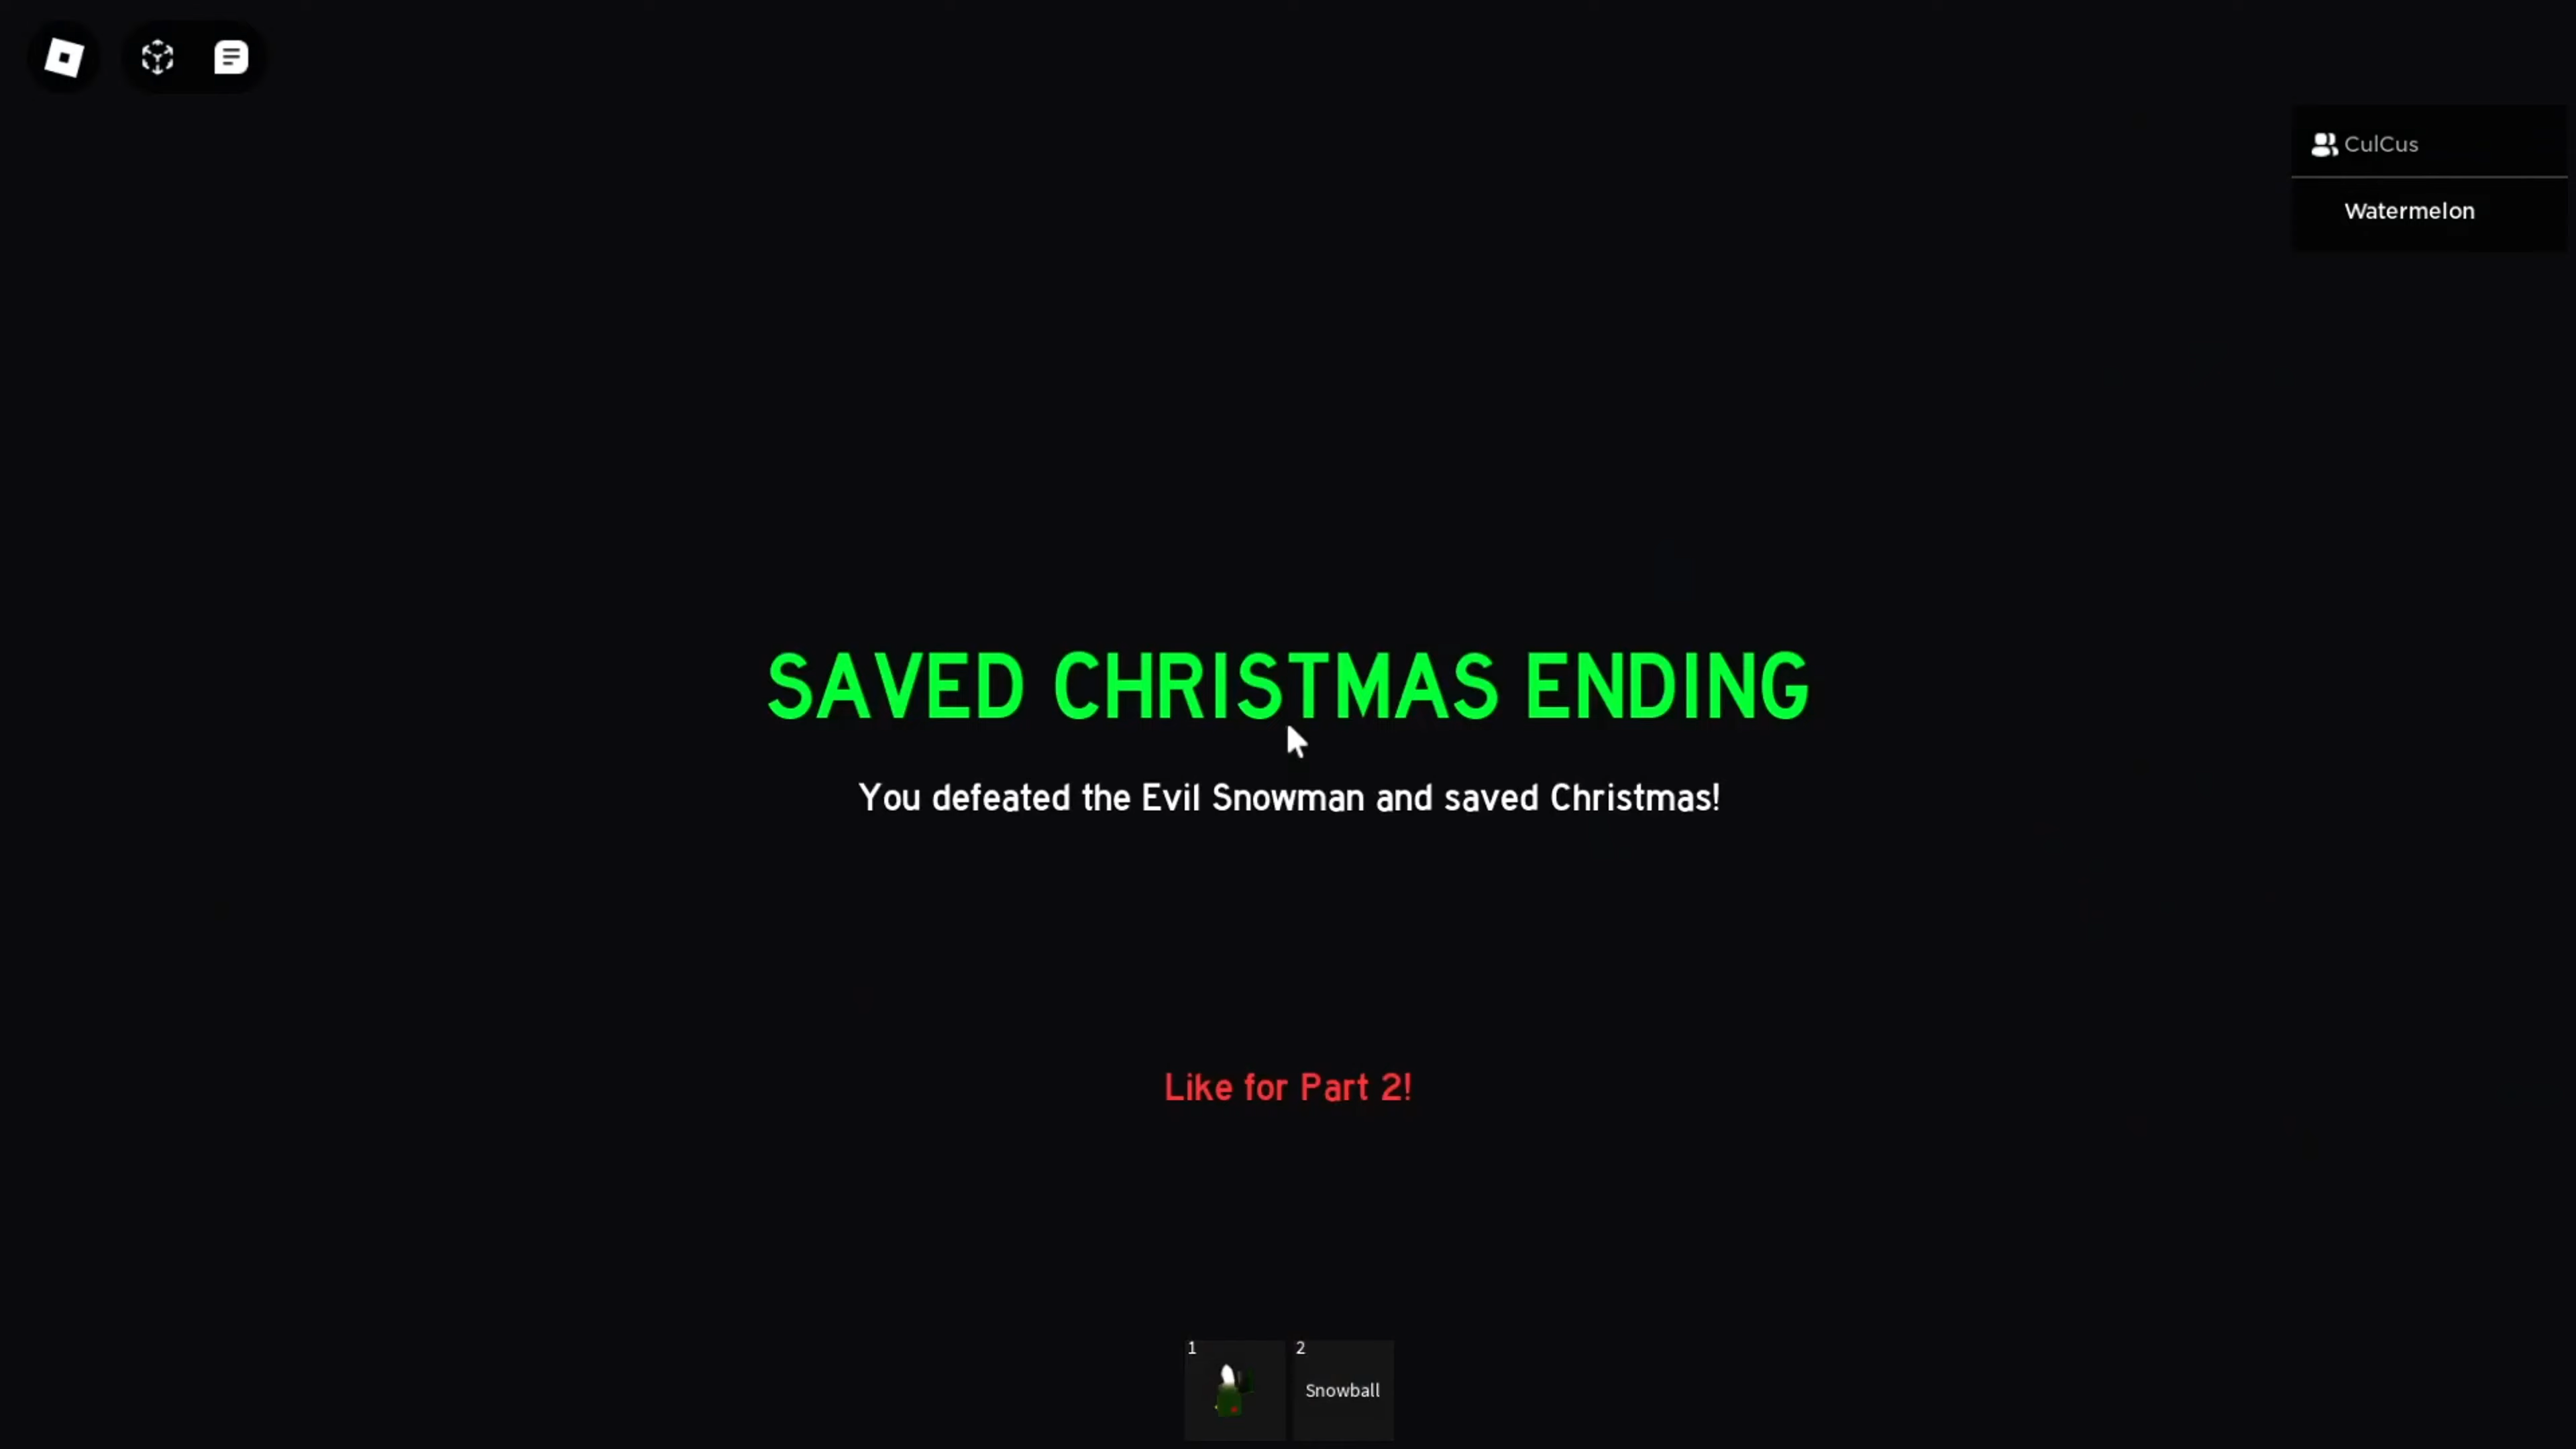 CulCus
Watermelon
SAVED CHRISTMAS ENDING
You defeated the Evil Snowman and saved Christmas!
Like for Part 2!
1
2
Snowball